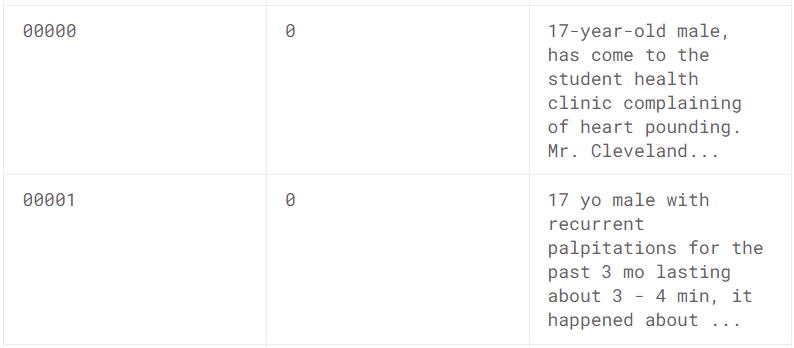 00000
0
17-year-old male,
has come to the
student health
clinic complaining
of heart pounding.
Mr. Cleveland...
00001
0
17 yo male with
recurrent
palpitations for the
past 3 mo lasting
about 3 - 4 min, it
happened about ...